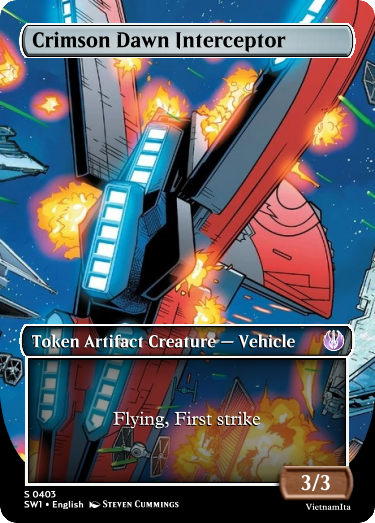 Crimson Dawn Interceptor
Token Artifact Creature — Vehicle
Flying, First strike
3/3
S 0403
SW1 • English STEVEN CUMMINGS
VietnamIta